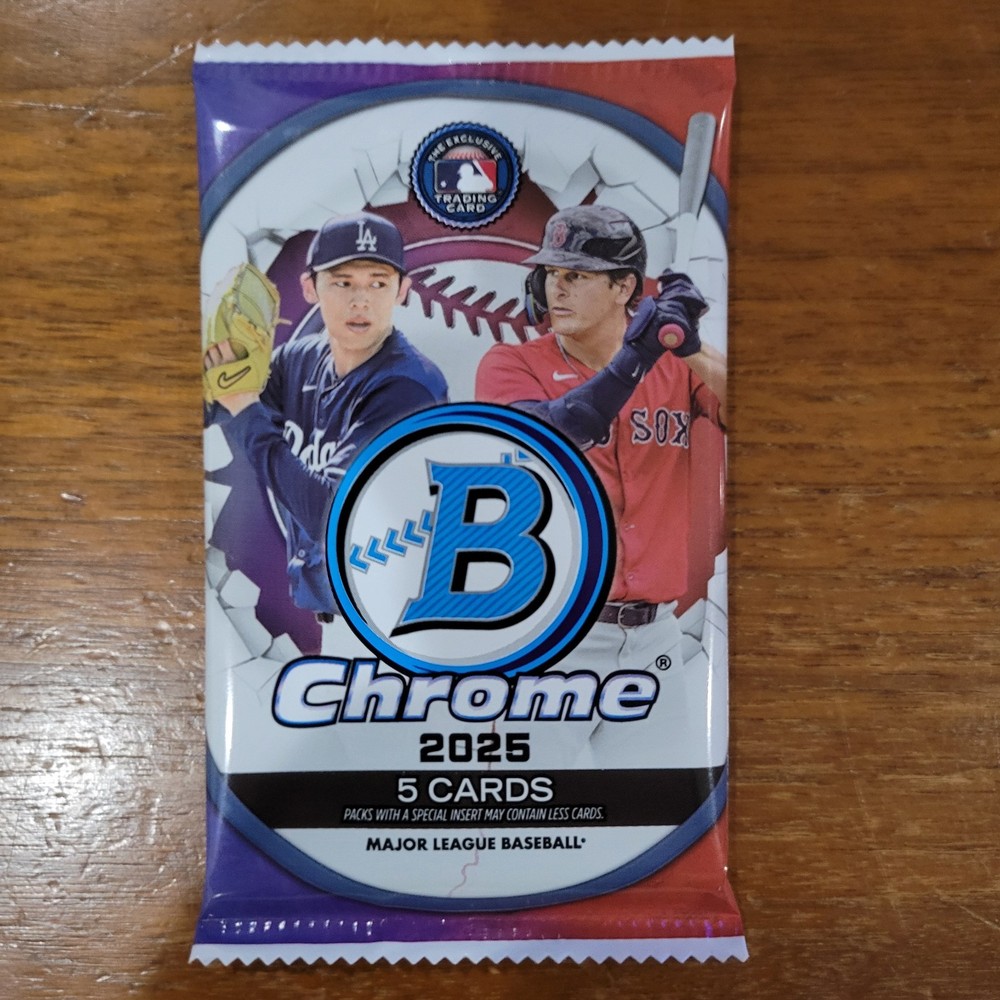 THE EXCLUSIVE
TRADING
CARD
LA
B
SOX
B
Chrome®
2025
5 CARDS
PACKS WITH A SPECIAL INSERT MAY CONTAIN LESS CARDS.
MAJOR LEAGUE BASEBALL